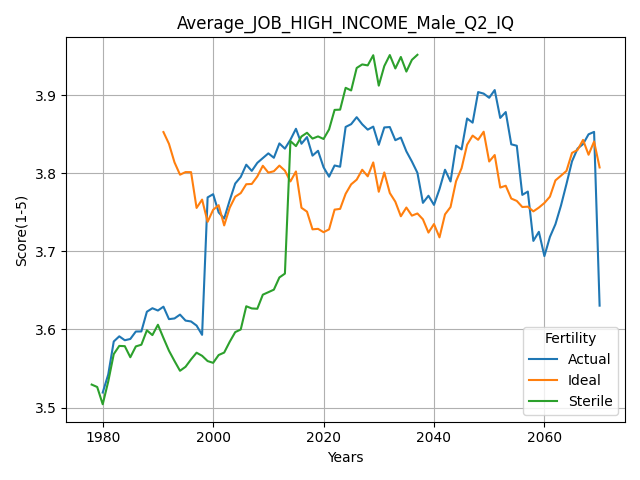 Average_JOB_HIGH_INCOME_Male_Q2_IQ
Score(1-5)
3.9
3.8
3.7
3.6
3.5
1980 2000 2020 2040 2060
Years
Fertility
Actual
Ideal
Sterile